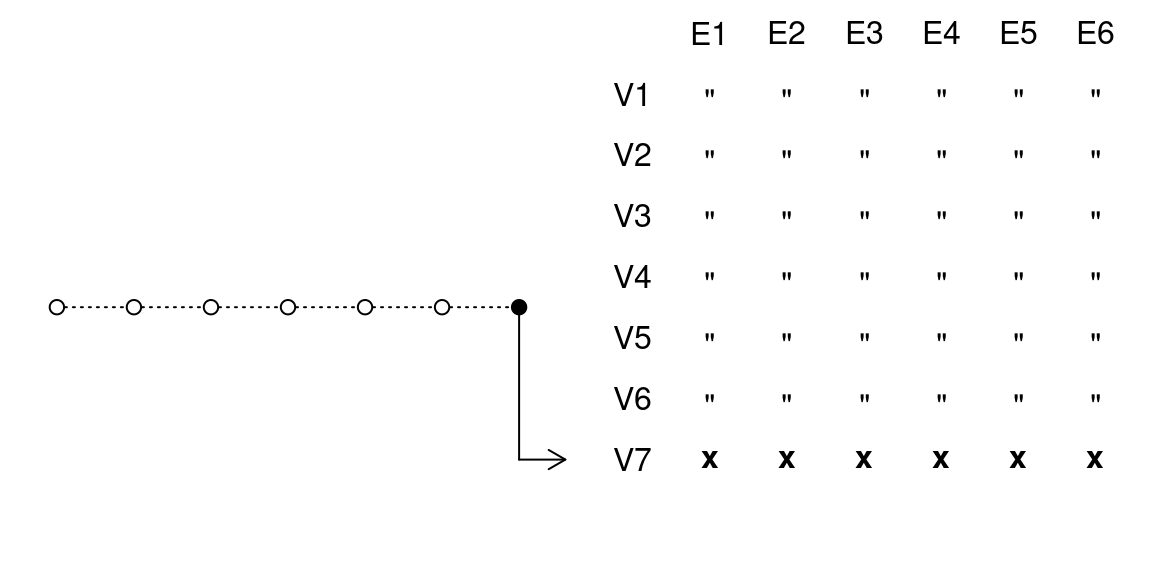 E1 E2 E3 E4 E5 E6
V1 " " " " " "
V2 " " " " " "
V3 " " " " " "
V4 " " " " " "
V5 " " " " " "
V6 " " " " " "
V7 x x x x x x